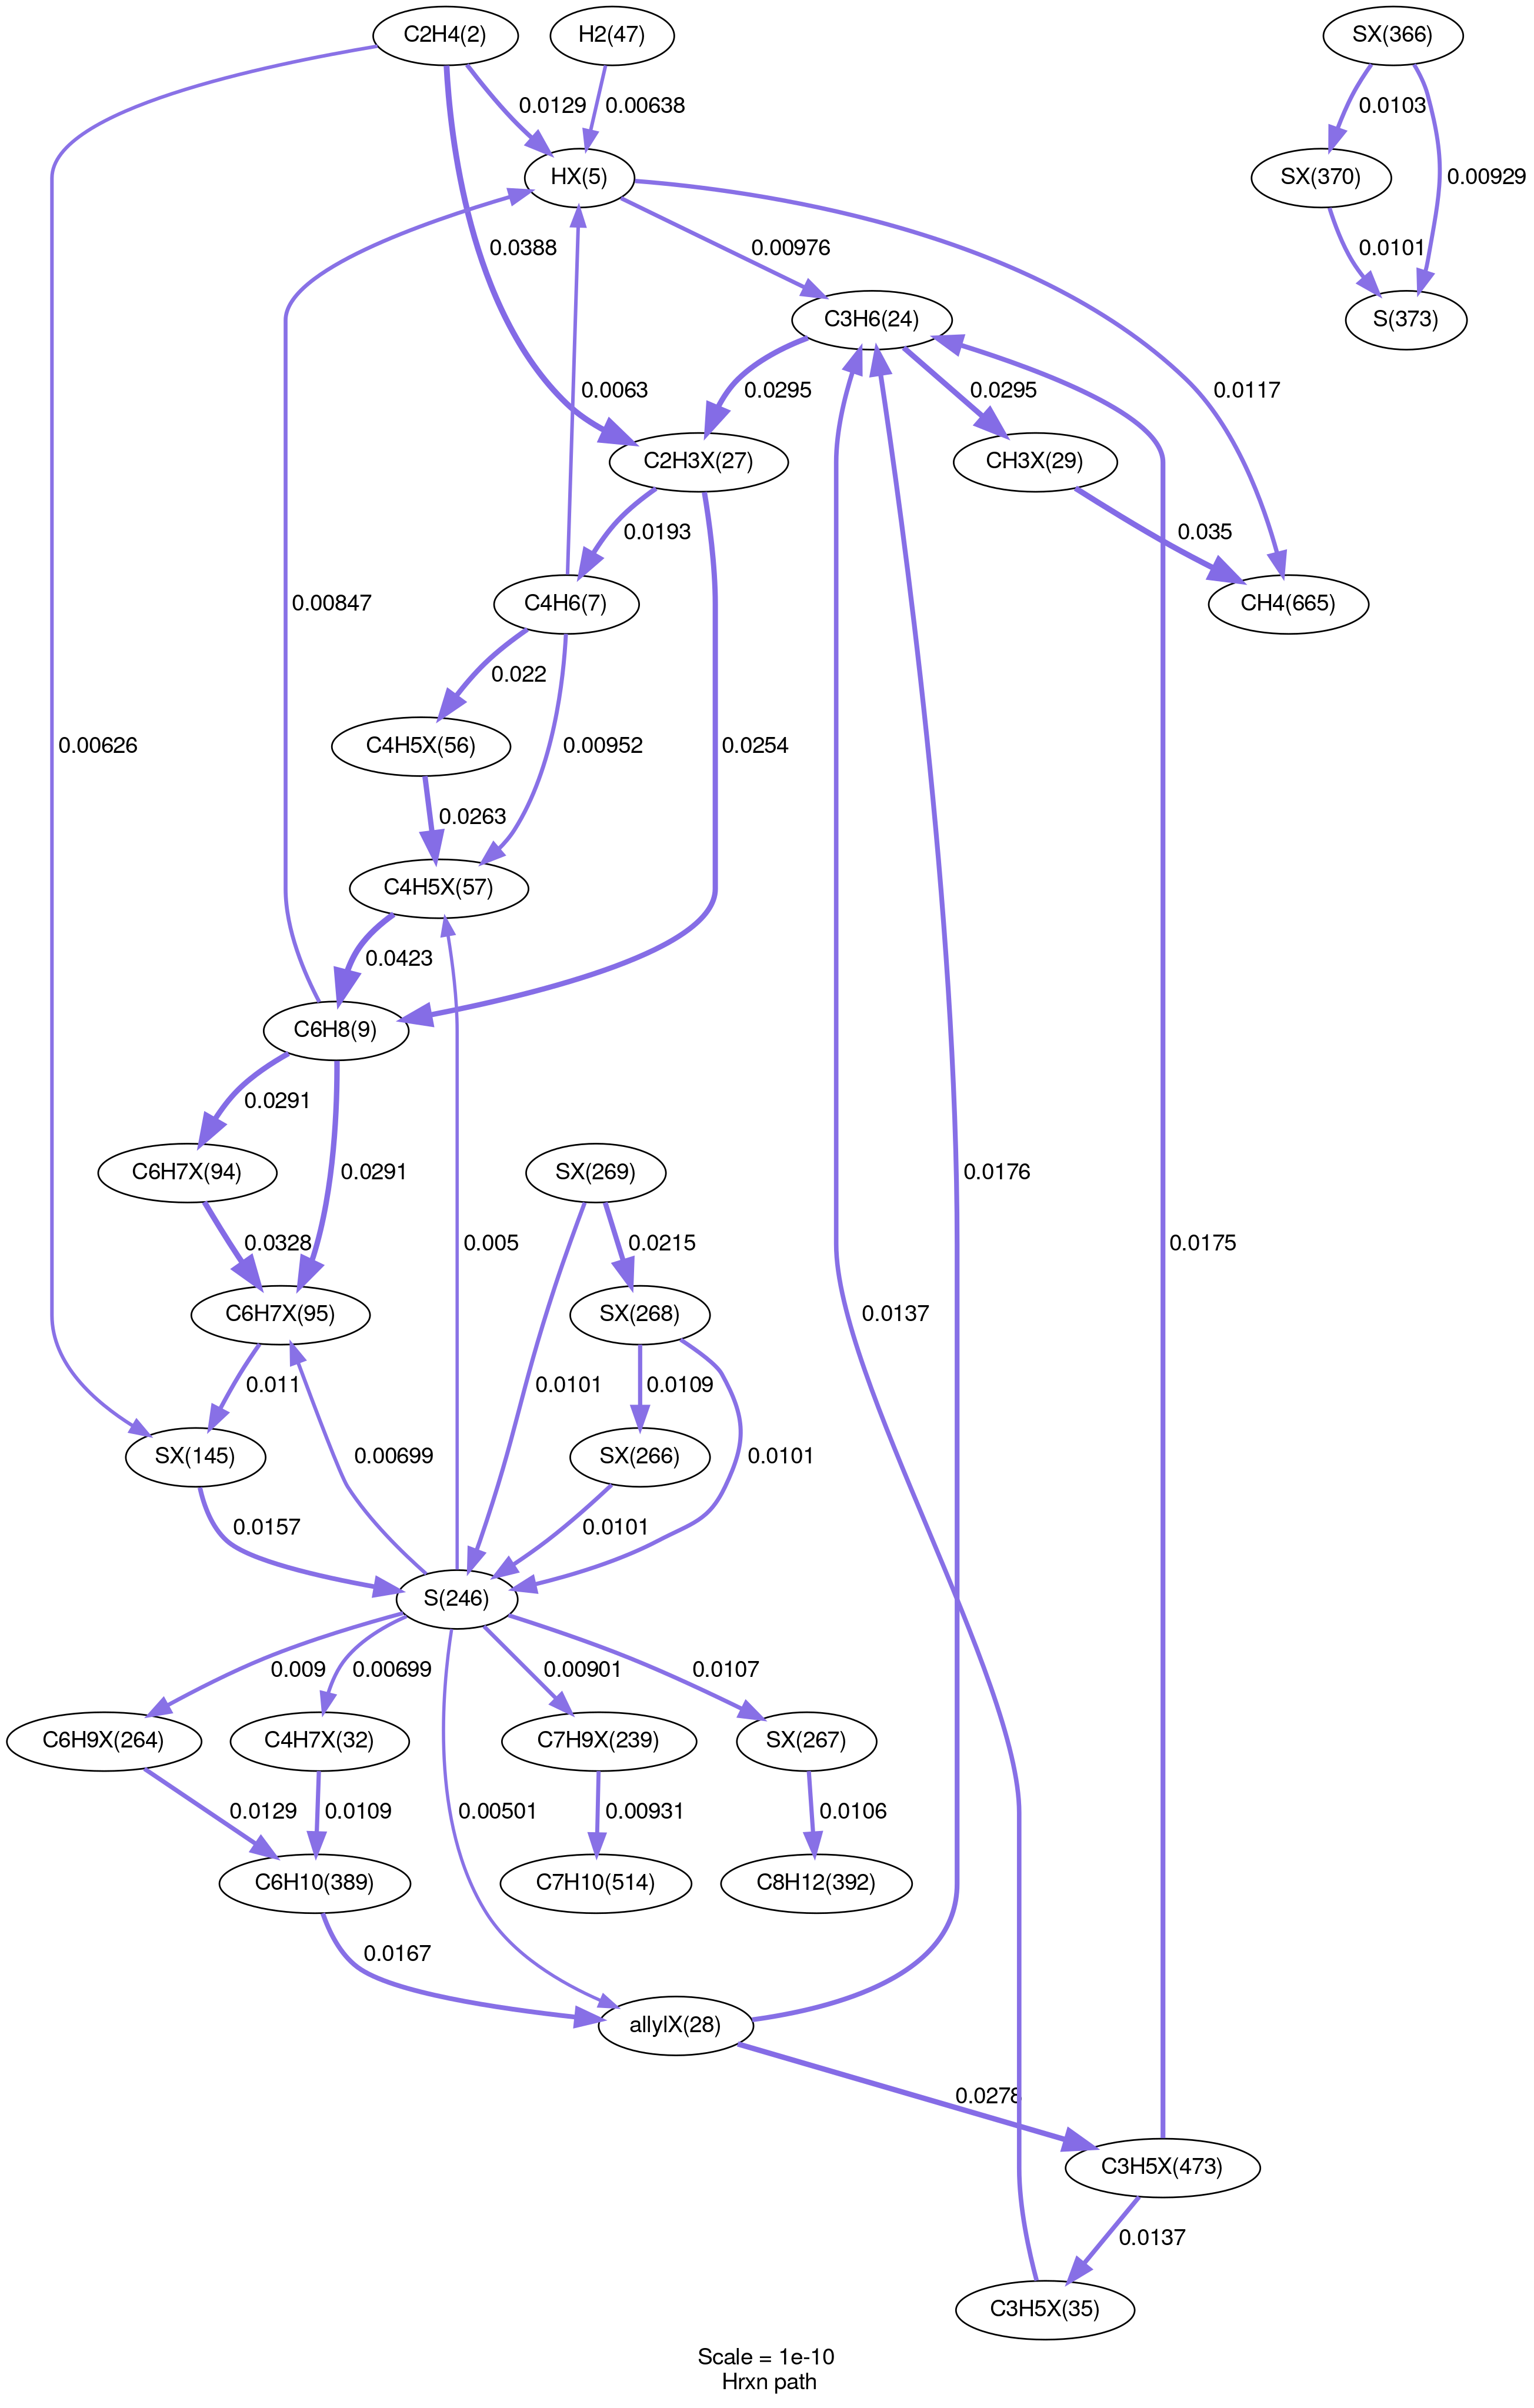 C2H4(2)
H2(47)
SX(366)
0.0129
0.00638
0.0103
HX(5)
SX(370)
0.00929
0.0388
0.00976
0.0101
C3H6(24)
S(373)
0.0063
0.0295
0.0295
0.0117
C2H3X(27)
CH3X(29)
0.0193
0.035
0.00847
C4H6(7)
CH4(665)
0.022
0.00626
C4H5X(56)
0.00952
0.0254
0.0263
C4H5X(57)
0.0423
C6H8(9)
0.0291
C6H7X(94)
0.0291
SX(269)
0.0176
0.0328
0.005
0.0215
0.0175
C6H7X(95)
SX(268)
0.0137
0.011
0.0101
0.0109
SX(145)
0.00699
SX(266)
0.0101
0.0157
0.0101
S(246)
0.009
0.00699
0.00901
0.0107
C6H9X(264)
C4H7X(32)
C7H9X(239)
SX(267)
0.0129
0.0109
0.00501
0.00931
0.0106
C6H10(389)
C7H10(514)
C8H12(392)
0.0167
allylX(28)
0.0278
C3H5X(473)
0.0137
C3H5X(35)
Scale = 1e-10
Hrxn path